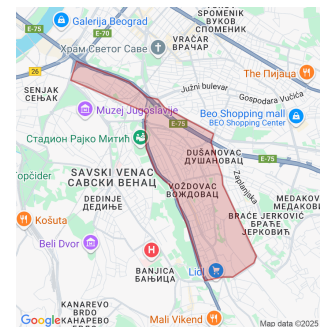 SPOMENIK
ВУКОВ
СПОМЕНИК
Galerija Beograd
E-75
E-70
Храм Светог Саве
VRAČAR
ВРАЧАР
26
The Пијаца
SENJAK
СЕЊАК
Južni bulevar
Gospodara Vučića
Muzej Jugoslavije
Beo Shopping mall
BEO Shopping Center
E-75
Стадион Рајко Митић
DUŠANOVAC
ДУШАНОВАЦ
E-75
Topčider
SAVSKI VENAC
САВСКИ ВЕНАЦ
VOŽDOVAC
ВОЖДОВАЦ
Zaplanjska
DEDINJE
ДЕДИЊЕ
MEDAKOV
МЕДАКОВ
Košuta
BRAĆE JERKOVIĆ
БРАЋЕ
ЈЕРКОВИЋ
Beli Dvor
H
BANJICA
БАЊИЦА
Lidl
KANAREVO
BRDO
КАНАРЕВО
БРДО
Mali Vikend
Google
Map data ©2025